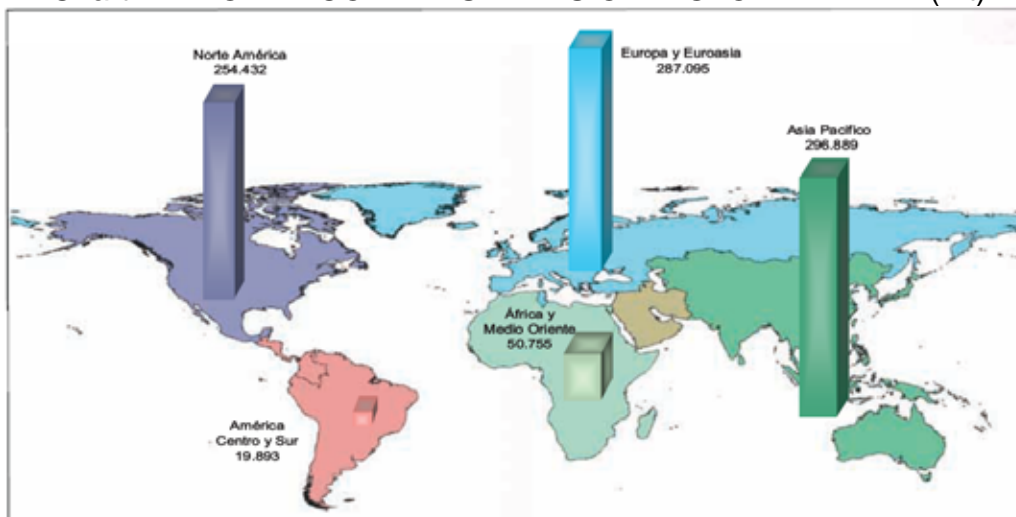 Norte América
254.432
Europa y Euroasia
287.095
Asia Pacifico
296.889
África y
Medio Oriente
50.755
América
Centro y Sur
19.893